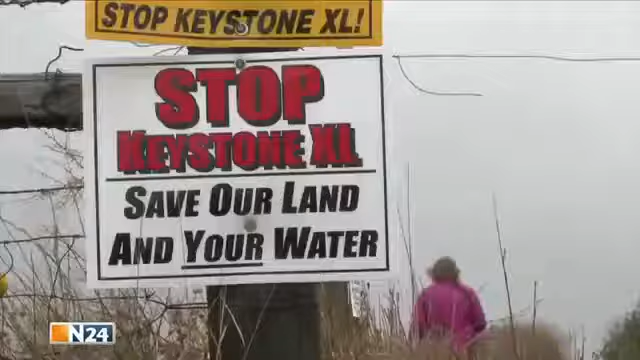 STOP KEYSTONE XL!
STOP
KEYSTONE XL
SAVE OUR LAND
AND YOUR WATER
N24